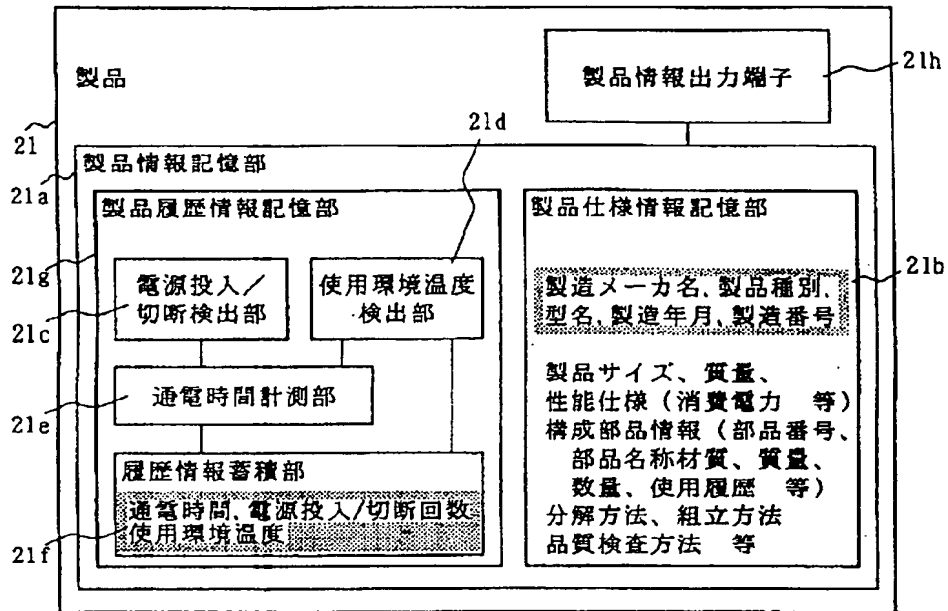 製品
製品情報出力端子
21h
21
21d
製品情報記憶部
21a
製品履歴情報記憶部
製品仕様情報記憶部
21g
21b
電源投入/
切断検出部
21c
使用環境温度
検出部
製造メーカ名、製品種別、
型名、製造年月、製造番号
通電時間計測部
21e
製品サイズ、質量、
性能仕様(消費電力 等)
構成部品情報(部品番号、
部品名称材質、質量、
数量、使用履歴 等)
分解方法、組立方法
品質検査方法 等
履歴情報蓄積部
通電時間、電源投入/切断回数
使用環境温度
21f